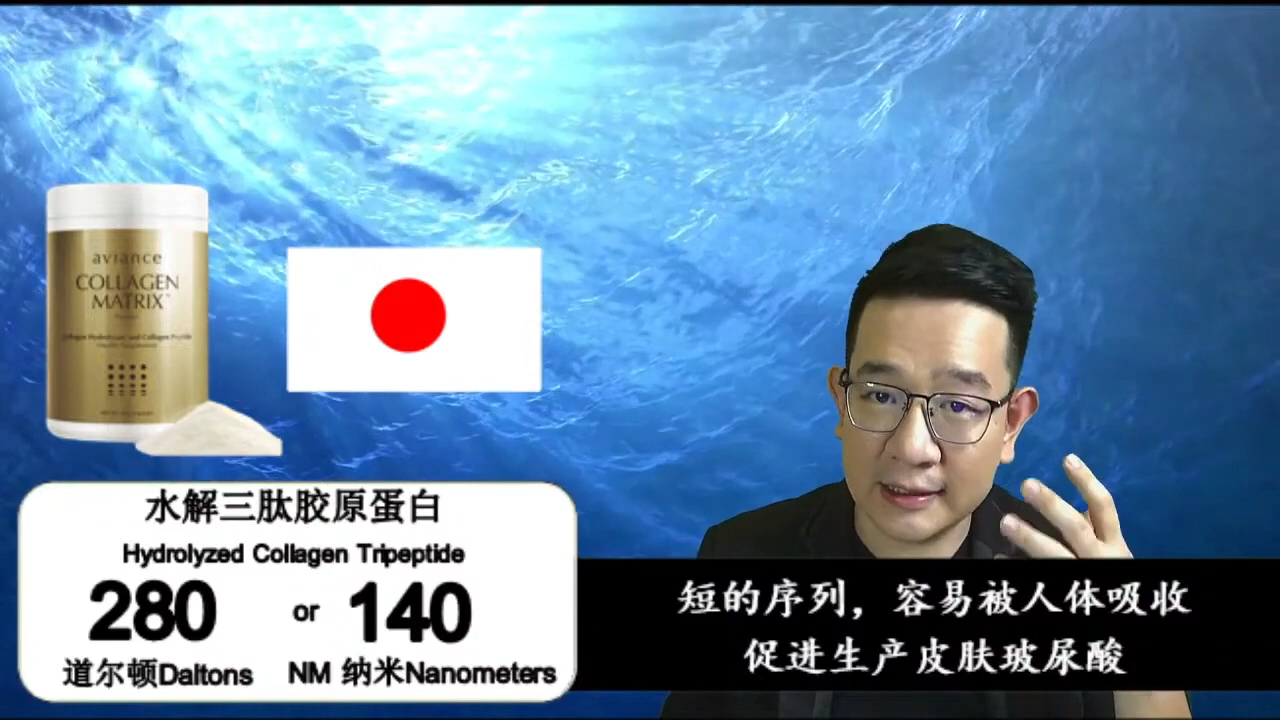 aviance
COLLAGEN
MATRIX™
水解三肽胶原蛋白
Hydrolyzed Collagen Tripeptide
280 or 140
道尔顿Daltons NM 纳米Nanometers
短的序列，容易被人体吸收
促进生产皮肤玻尿酸